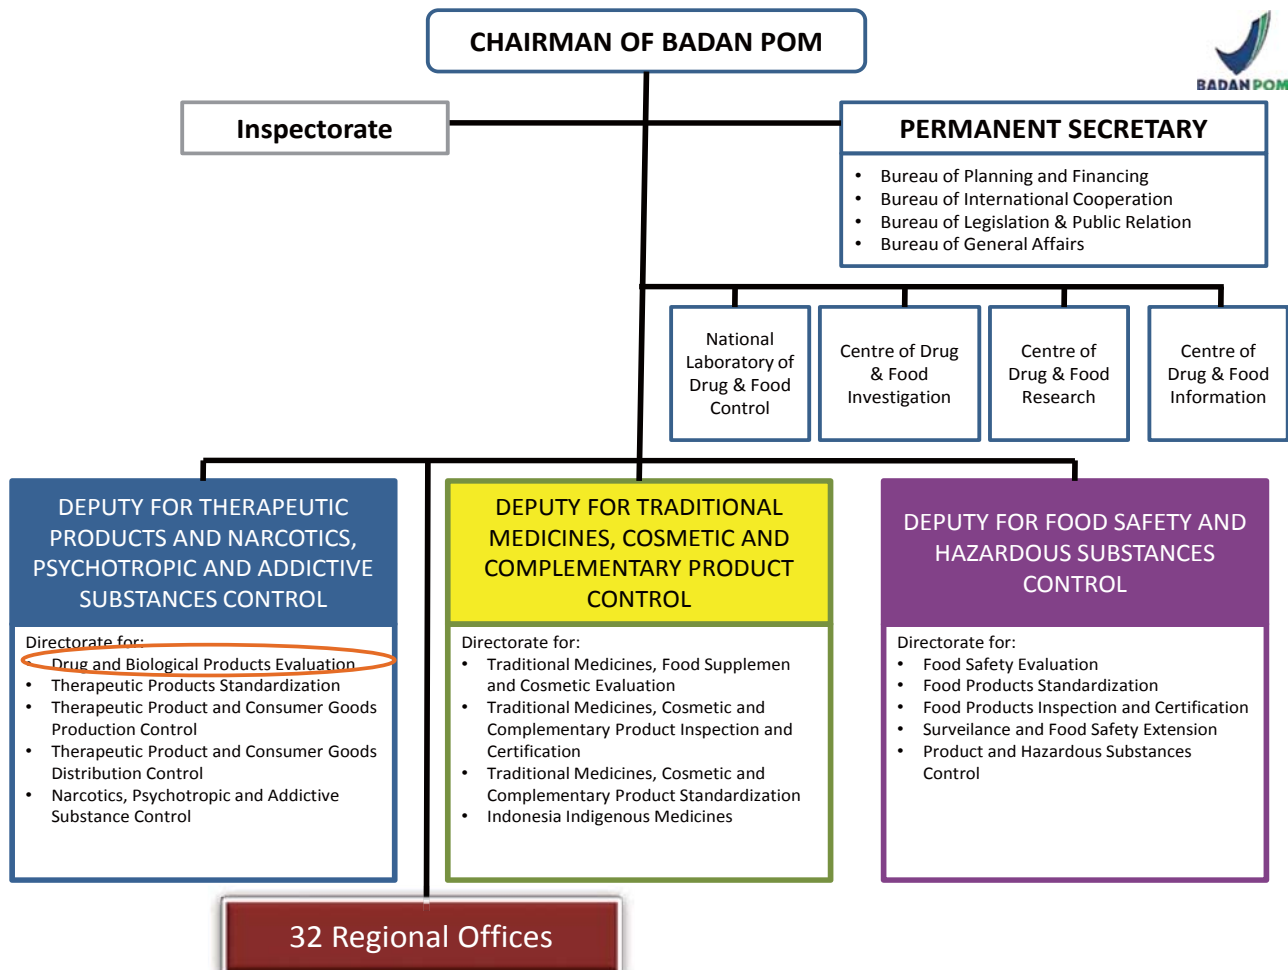 CHAIRMAN OF BADAN POM
BADAN POM
Inspectorate
PERMANENT SECRETARY
• Bureau of Planning and Financing
• Bureau of International Cooperation
• Bureau of Legislation & Public Relation
• Bureau of General Affairs
National
Laboratory of
Drug & Food
Control
Centre of Drug
& Food
Investigation
Centre of
Drug & Food
Research
Centre of
Drug & Food
Information
DEPUTY FOR THERAPEUTIC
PRODUCTS AND NARCOTICS,
PSYCHOTROPIC AND ADDICTIVE
SUBSTANCES CONTROL
Directorate for:
• Drug and Biological Products Evaluation
• Therapeutic Products Standardization
• Therapeutic Product and Consumer Goods
Production Control
• Therapeutic Product and Consumer Goods
Distribution Control
• Narcotics, Psychotropic and Addictive
Substance Control
DEPUTY FOR TRADITIONAL
MEDICINES, COSMETIC AND
COMPLEMENTARY PRODUCT
CONTROL
Directorate for:
• Traditional Medicines, Food Supplemen
and Cosmetic Evaluation
• Traditional Medicines, Cosmetic and
Complementary Product Inspection and
Certification
• Traditional Medicines, Cosmetic and
Complementary Product Standardization
• Indonesia Indigenous Medicines
DEPUTY FOR FOOD SAFETY AND
HAZARDOUS SUBSTANCES
CONTROL
Directorate for:
• Food Safety Evaluation
• Food Products Standardization
• Food Products Inspection and Certification
• Surveilance and Food Safety Extension
• Product and Hazardous Substances
Control
32 Regional Offices